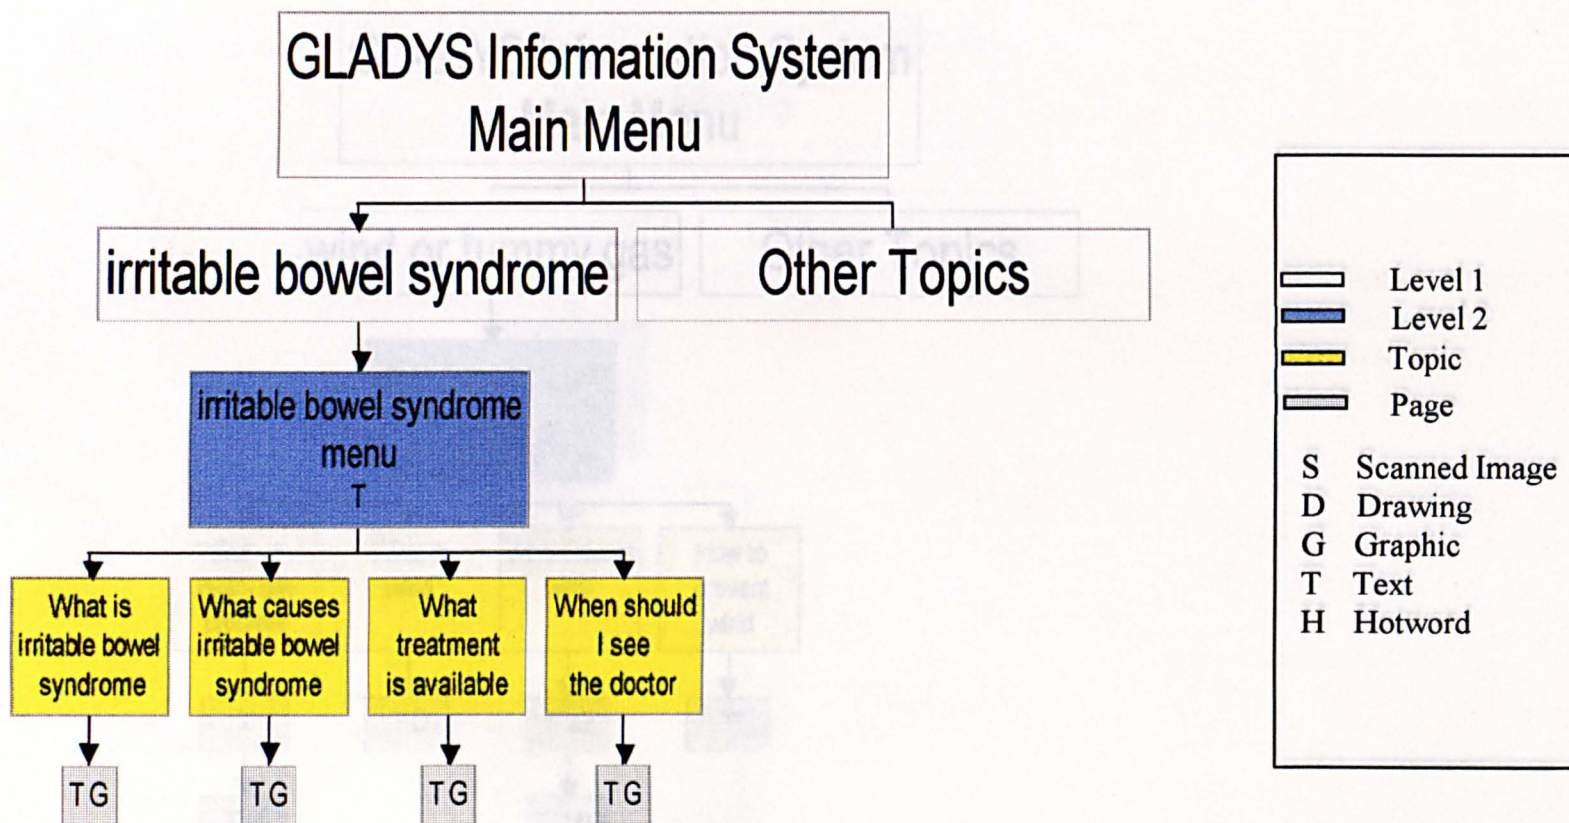 GLADYS Information System
Main Menu
irritable bowel syndrome
Other Topics
irritable bowel syndrome
menu
T
What is
irritable bowel
syndrome
What causes
irritable bowel
syndrome
What
treatment
is available
When should
I see
the doctor
TG
TG
TG
TG
Level 1
Level 2
Topic
Page
S Scanned Image
D Drawing
G Graphic
T Text
H Hotword